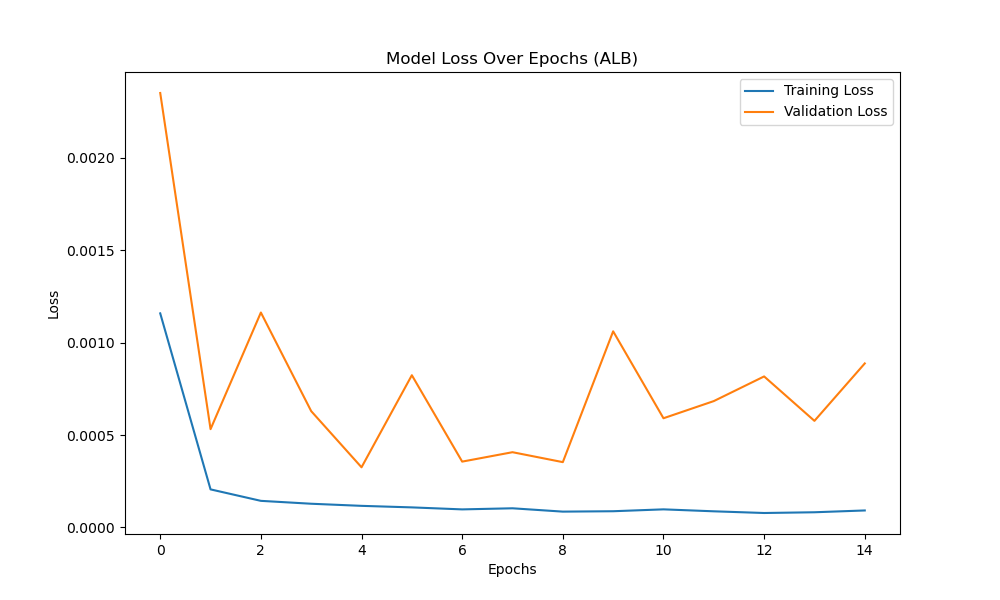 Model Loss Over Epochs (ALB)
Training Loss
Validation Loss
0.0020
0.0015
0.0010
0.0005
0.0000
Loss
0 2 4 6 8 10 12 14
Epochs